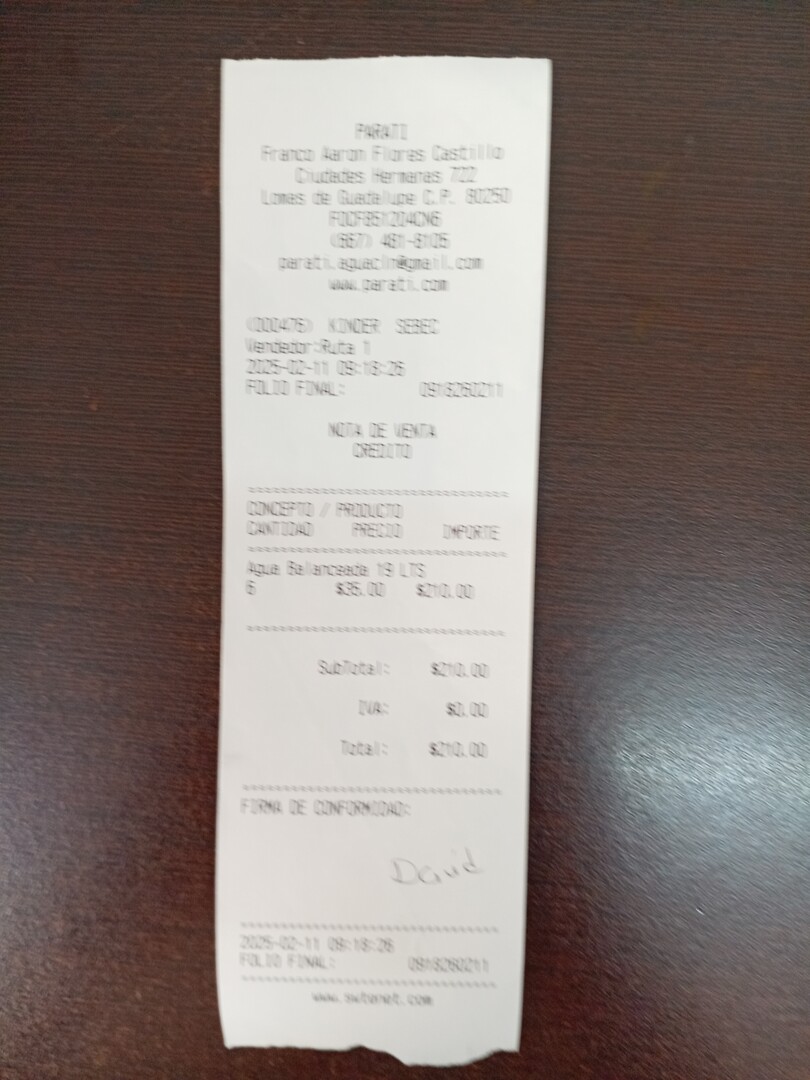 PARATI
Franco Aaron Flores Castillo
Ciudades Hermanas 722
Lomas de Guadalupe C.P. 80250
FOCF851204CN6
(667) 481-8105
parati.aguacln@gmail.com
www.parati.com
(000476) KINDER SEBEC
Vendedor:Ruta 1
2025-02-11 09:18:26
FOLIO FINAL: 0918260211
NOTA DE VENTA
CREDITO
CONCEPTO / PRODUCTO
CANTIDAD PRECIO IMPORTE
Agua Balanceada 19 LTS
6 $35.00 $210.00
SubTotal: $210.00
IVA: $0.00
Total: $210.00
FIRMA DE CONFORMIDAD:
David
2025-02-11 09:18:26
FOLIO FINAL: 0918260211